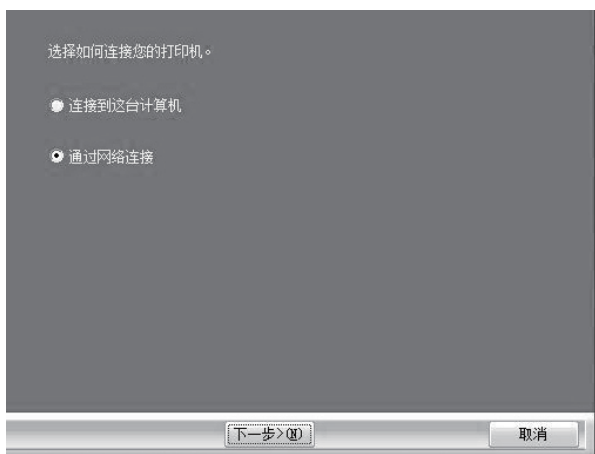 选择如何连接您的打印机。
连接到这台计算机
通过网络连接
下一步>(N)
取消